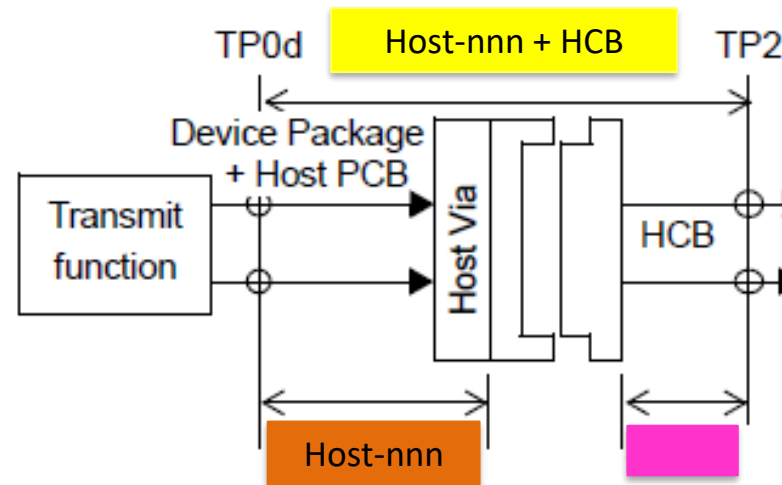 Host-nnn + HCB
TP0d
TP2
Device Package
+ Host PCB
Transmit
function
Host Via
HCB
Host-nnn